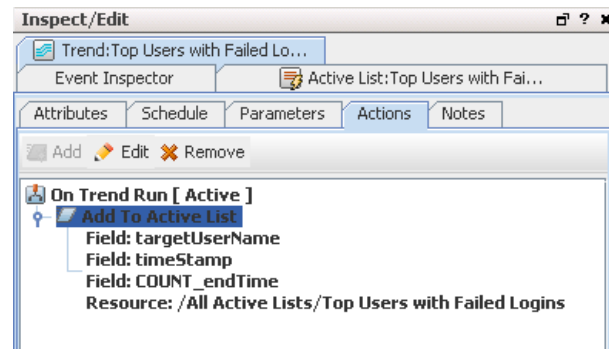 Inspect/Edit
Trend:Top Users with Failed Lo...
Event Inspector Active List:Top Users with Fai...
Attributes Schedule Parameters Actions Notes
Add Edit Remove
On Trend Run [ Active ]
Add To Active List
Field: targetUserName
Field: timeStamp
Field: COUNT_endTime
Resource: /All Active Lists/Top Users with Failed Logins